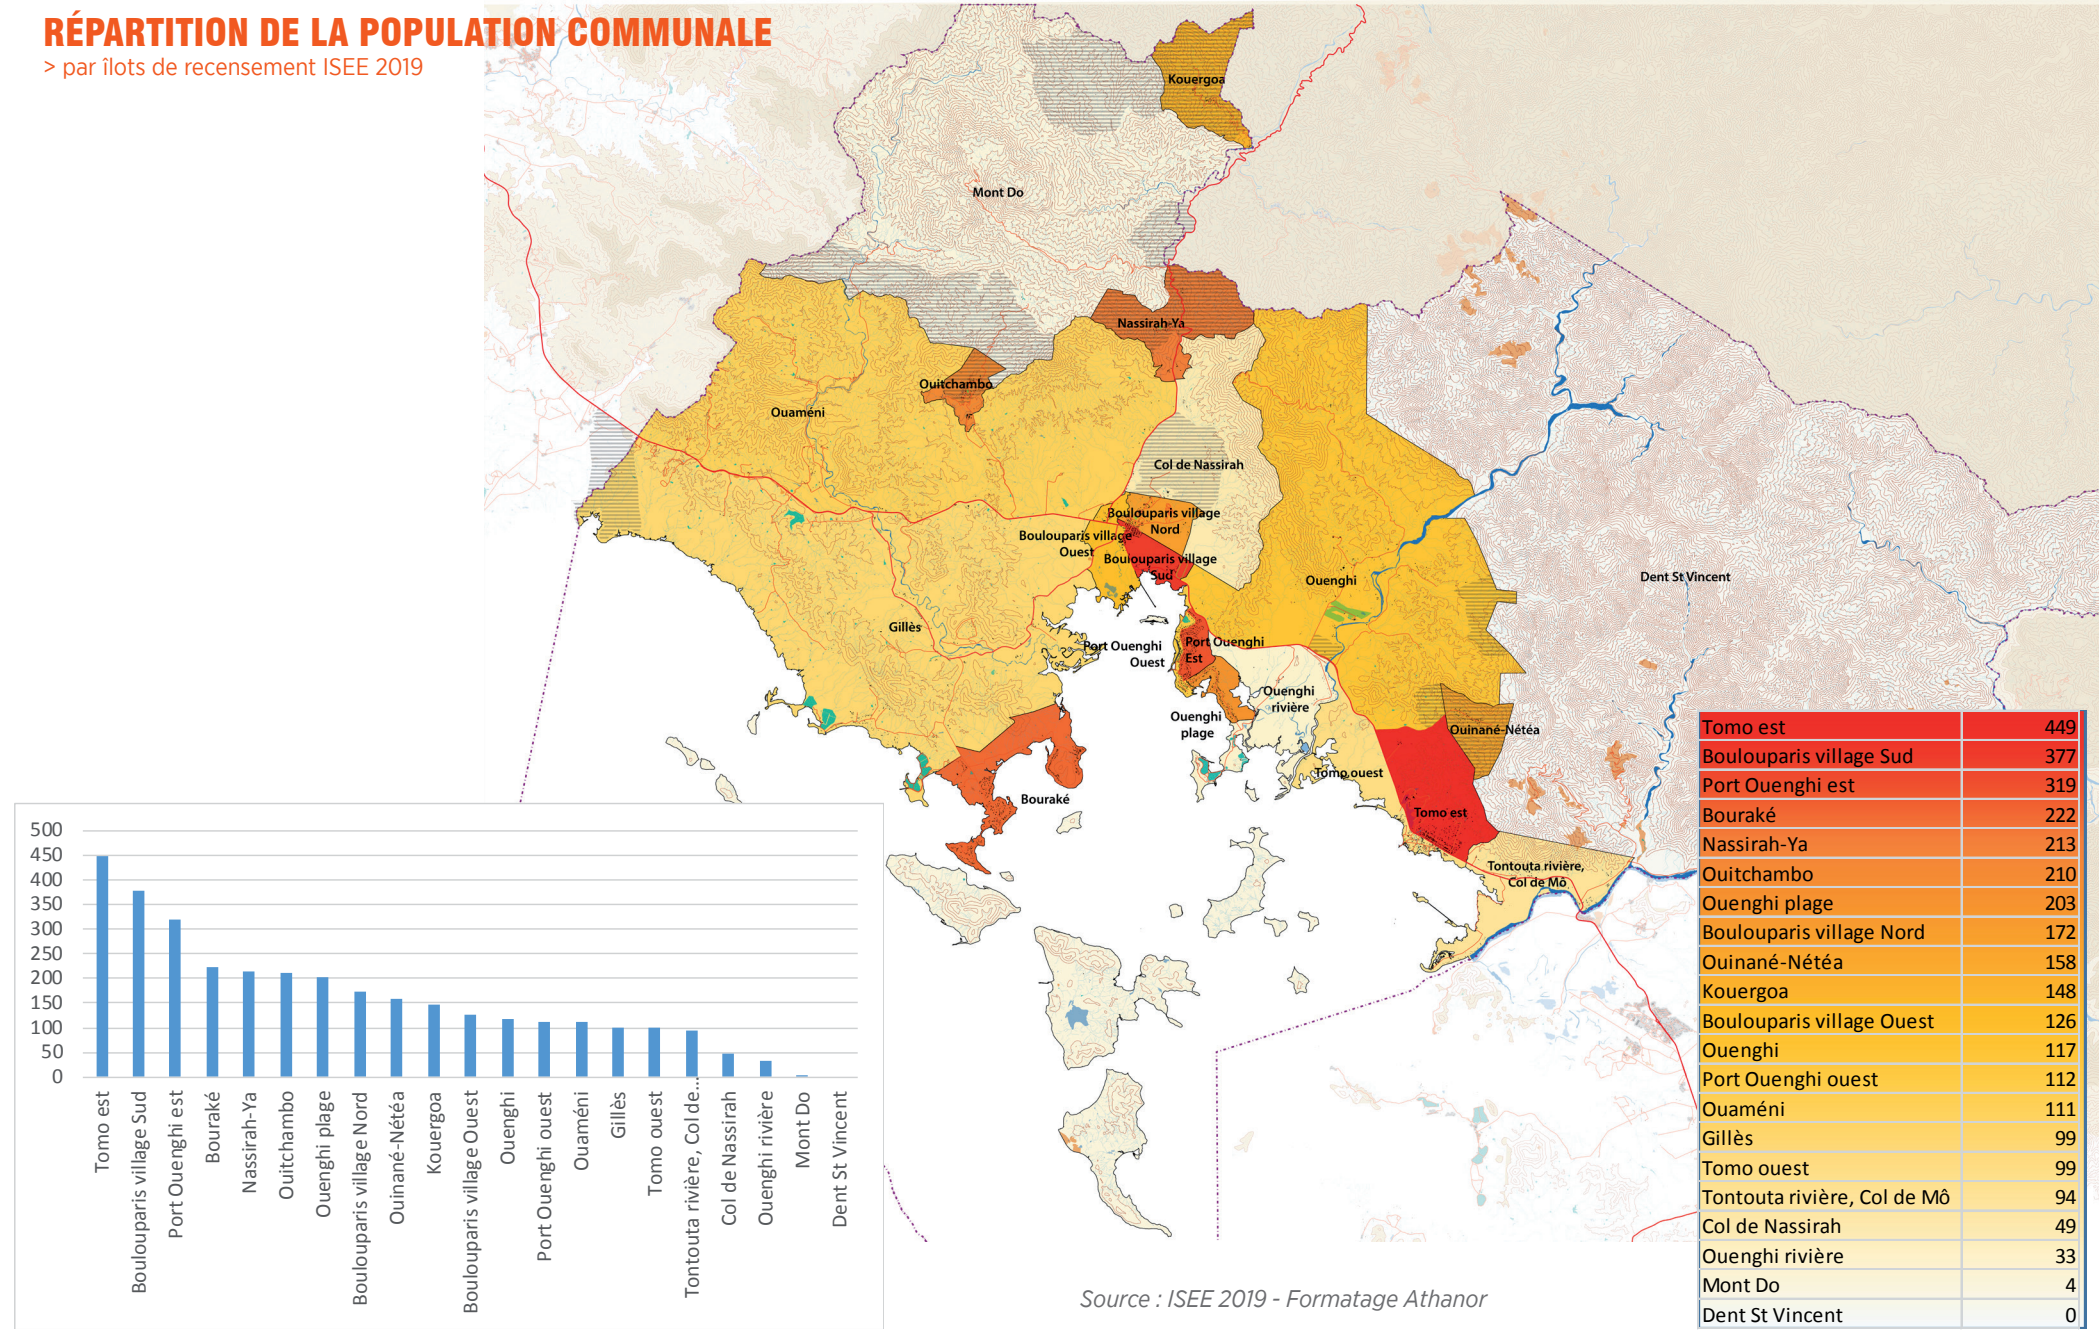 RÉPARTITION DE LA POPULATION COMMUNALE
> par îlots de recensement ISEE 2019
Kouergoa
Mont Do
Nassirah-Ya
Ouitchambo
Ouaméni
Col de Nassirah
Boulouparis village
Nord
Boulouparis village
Ouest
Boulouparis village
Sud
Ouenghi
Dent St Vincent
Gillès
Port Ouenghi
Ouest
Port Ouenghi
Est
Ouenghi
rivière
Ouenghi
plage
Ouinané-Nétéa
Tomo ouest
Bouraké
Tomo est
Tontouta rivière,
Col de Mô
500
450
400
350
300
250
200
150
100
50
0
Tomo est
Boulouparis village Sud
Port Ouenghi est
Bouraké
Nassirah-Ya
Ouitchambo
Ouenghi plage
Boulouparis village Nord
Ouinané-Nétéa
Kouergoa
Boulouparis village Ouest
Ouenghi
Port Ouenghi ouest
Ouaméni
Gillès
Tomo ouest
Tontouta rivière, Col de…
Col de Nassirah
Ouenghi rivière
Mont Do
Dent St Vincent
Tomo est 449
Boulouparis village Sud 377
Port Ouenghi est 319
Bouraké 222
Nassirah-Ya 213
Ouitchambo 210
Ouenghi plage 203
Boulouparis village Nord 172
Ouinané-Nétéa 158
Kouergoa 148
Boulouparis village Ouest 126
Ouenghi 117
Port Ouenghi ouest 112
Ouaméni 111
Gillès 99
Tomo ouest 99
Tontouta rivière, Col de Mô 94
Col de Nassirah 49
Ouenghi rivière 33
Mont Do 4
Dent St Vincent 0
Source : ISEE 2019 - Formatage Athanor